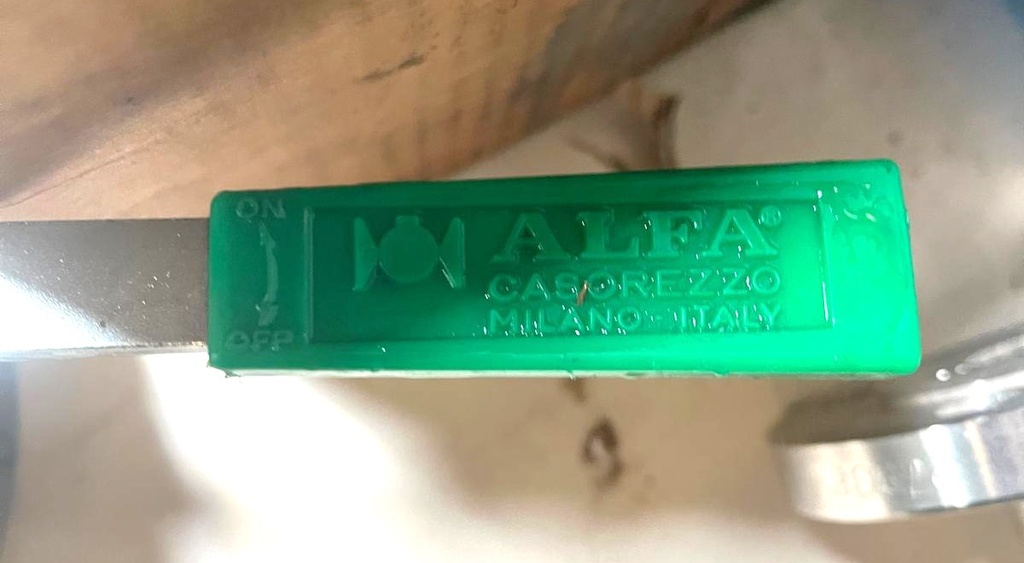 ON
OFF
ALFA®
CASOREZZO
MILANO - ITALY